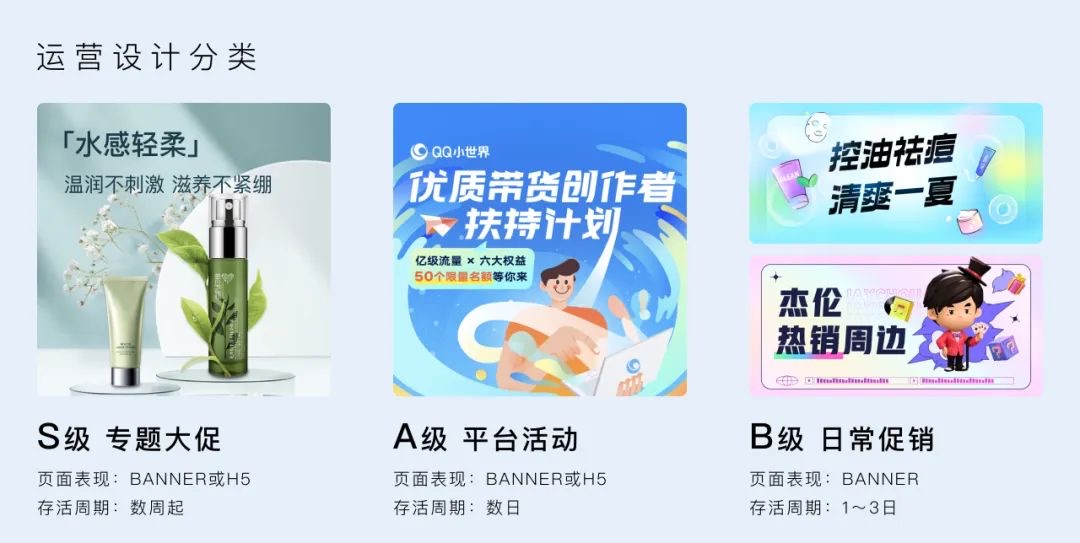 运营设计分类
「水感轻柔」
温润不刺激 滋养不紧绷
S级 专题大促
页面表现：BANNER或H5
存活周期：数周起
QQ小世界
优质带货创作者
扶持计划
亿级流量 × 六大权益
50个限量名额等你来
A级 平台活动
页面表现：BANNER或H5
存活周期：数日
控油祛痘
清爽一夏
CLEAN
杰伦
JAYCHOU
热销周边
B级 日常促销
页面表现：BANNER
存活周期：1～3日